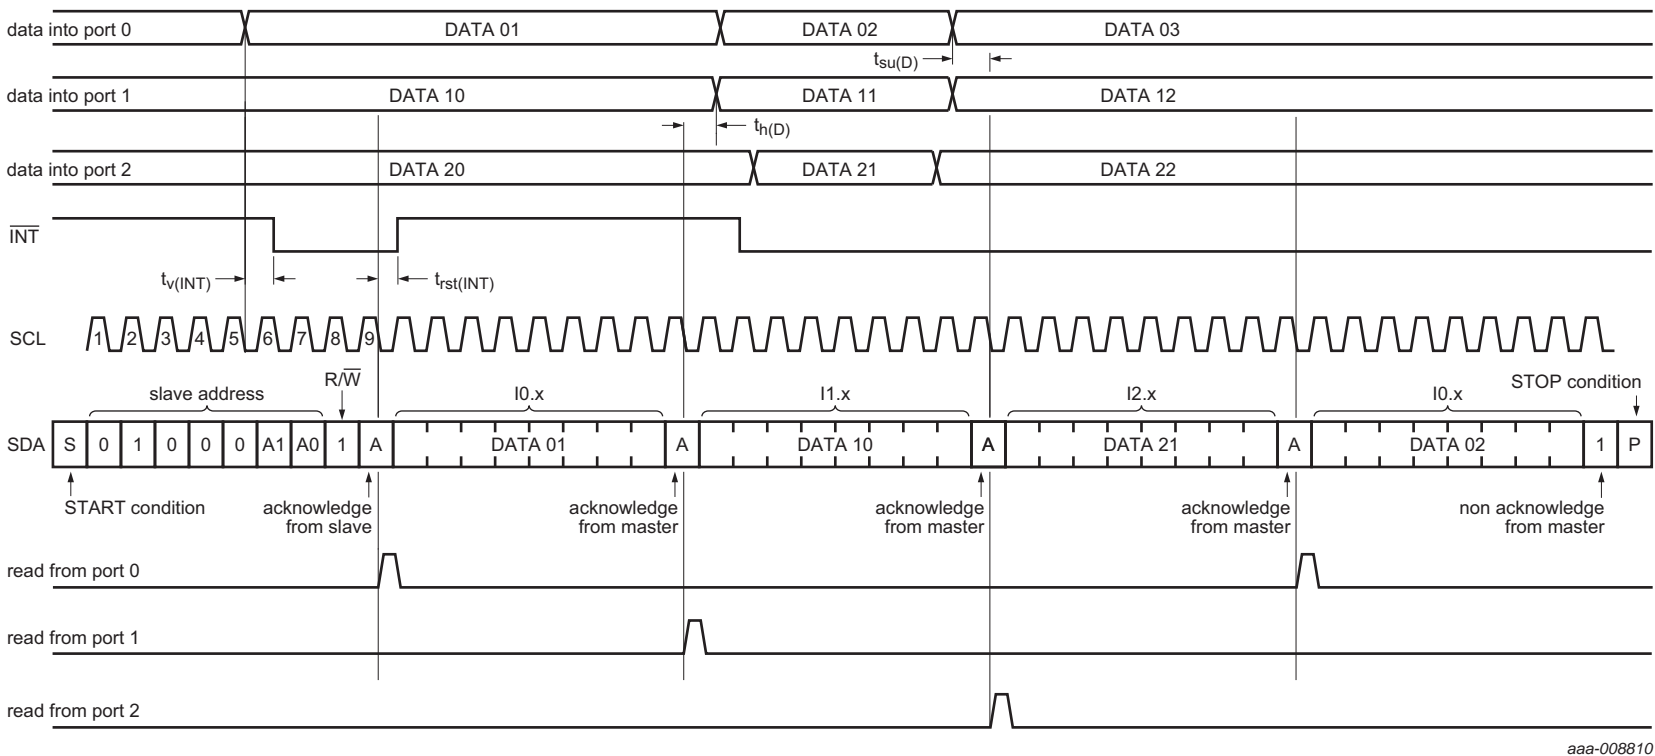 data into port 0 DATA 01 DATA 02 DATA 03
tsu(D)
data into port 1 DATA 10 DATA 11 DATA 12
th(D)
data into port 2 DATA 20 DATA 21 DATA 22
INT
tv(INT) trst(INT)
SCL 1 2 3 4 5 6 7 8 9
R/W STOP condition
slave address I0.x I1.x I2.x I0.x
SDA S 0 1 0 0 0 A1 A0 1 A DATA 01 A DATA 10 A DATA 21 A DATA 02 1 P
START condition acknowledge acknowledge acknowledge acknowledge non acknowledge
from slave from master from master from master from master
read from port 0
read from port 1
read from port 2
aaa-008810